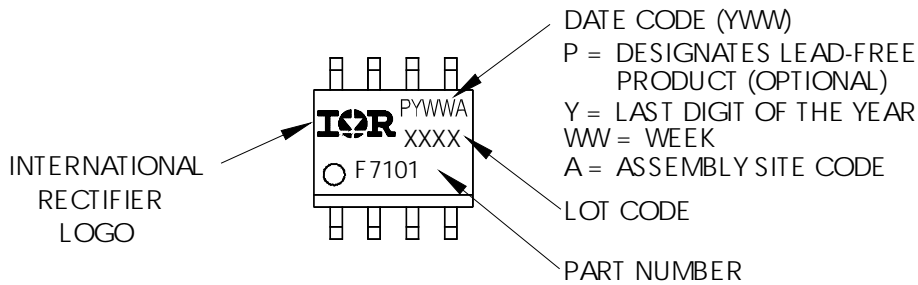 DATE CODE (YWW)
P = DESIGNATES LEAD-FREE
PRODUCT (OPTIONAL)
Y = LAST DIGIT OF THE YEAR
WW = WEEK
A = ASSEMBLY SITE CODE
LOT CODE
PART NUMBER
INTERNATIONAL
RECTIFIER
LOGO
IOR
PYWWA
XXXX
F7101